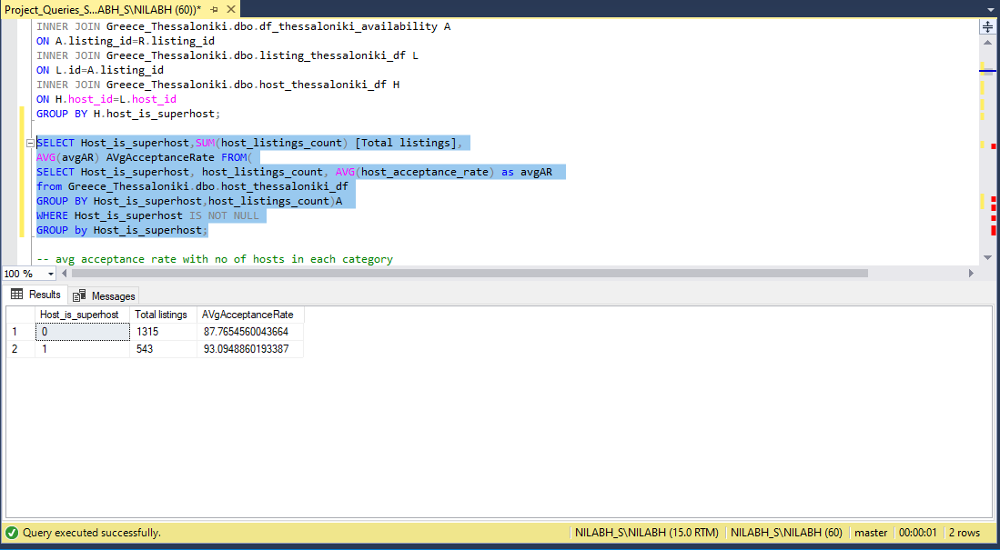 Project_Queries_S...ABH_S\NILABH (60))*
INNER JOIN Greece_Thessaloniki.dbo.df_thessaloniki_availability A
ON A.listing_id=R.listing_id
INNER JOIN Greece_Thessaloniki.dbo.listing_thessaloniki_df L
ON L.id=A.listing_id
INNER JOIN Greece_Thessaloniki.dbo.host_thessaloniki_df H
ON H.host_id=L.host_id
GROUP BY H.host_is_superhost;
SELECT Host_is_superhost,SUM(host_listings_count) [Total listings],
AVG(avgAR) AVgAcceptanceRate FROM(
SELECT Host_is_superhost, host_listings_count, AVG(host_acceptance_rate) as avgAR
from Greece_Thessaloniki.dbo.host_thessaloniki_df
GROUP BY Host_is_superhost,host_listings_count)A
WHERE Host_is_superhost IS NOT NULL
GROUP by Host_is_superhost;
-- avg acceptance rate with no of hosts in each category
100 %
Results Messages
Host_is_superhost Total listings AVgAcceptanceRate
1 0 1315 87.7654560043664
2 1 543 93.0948860193387
Query executed successfully. NILABH_S\NILABH (15.0 RTM) NILABH_S\NILABH (60) master 00:00:01 2 rows